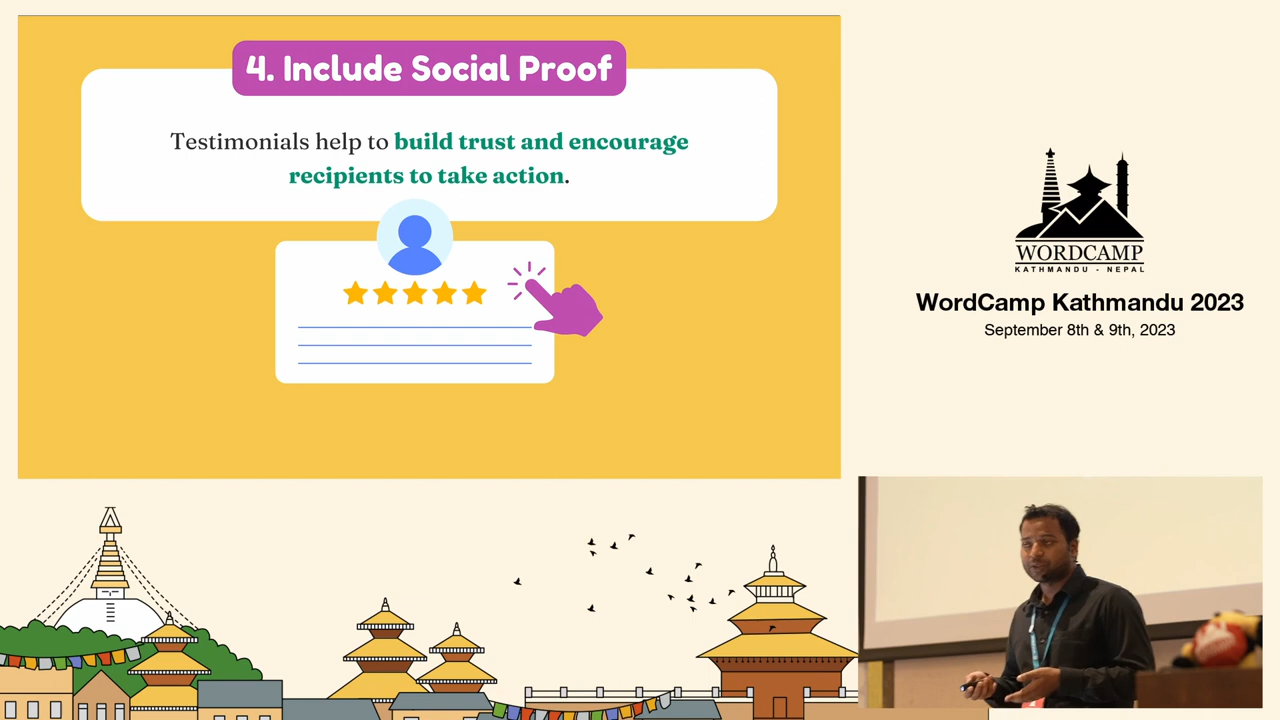 4. Include Social Proof
Testimonials help to build trust and encourage
recipients to take action.
WORDCAMP
KATHMANDU - NEPAL
WordCamp Kathmandu 2023
September 8th & 9th, 2023